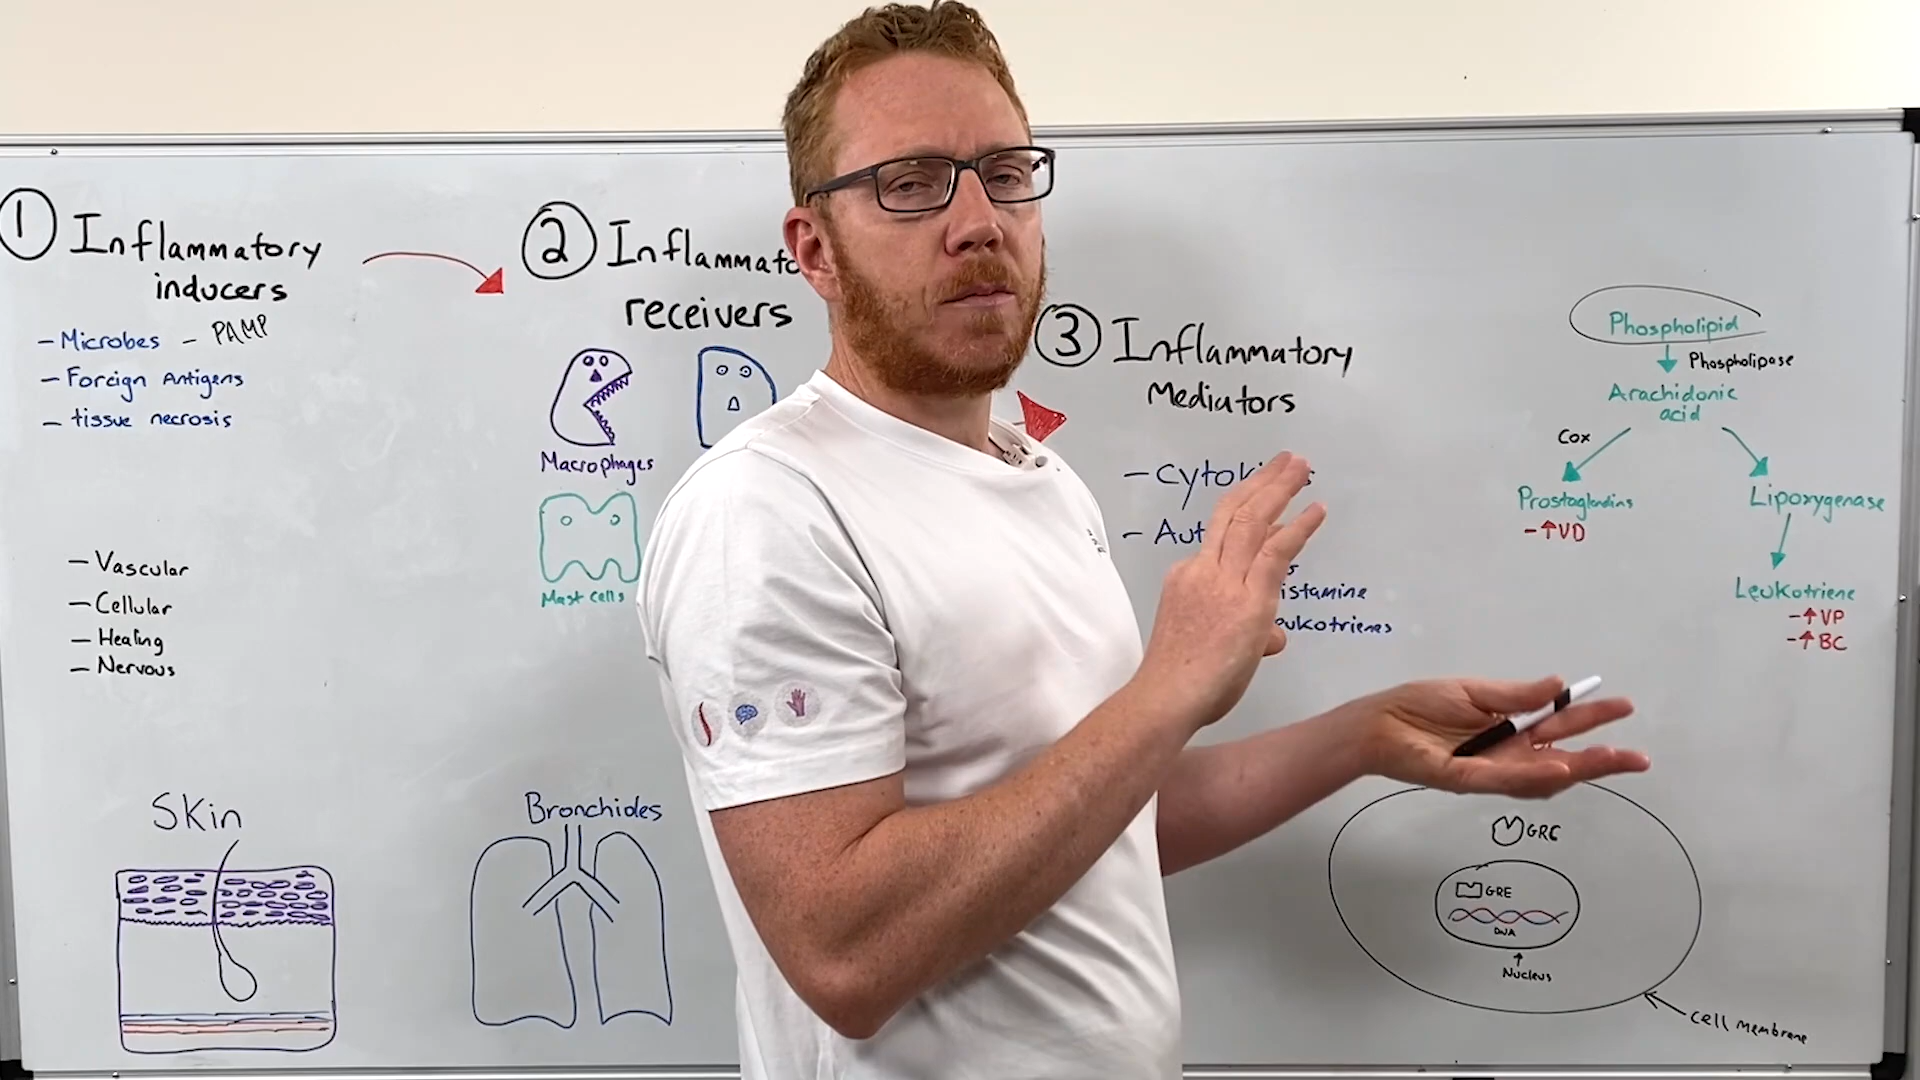 1 Inflammatory
inducers
- Microbes - PAMP
- Foreign Antigens
- tissue necrosis
- Vascular
- Cellular
- Healing
- Nervous
2 Inflammato
receivers
Macrophages
Mast cells
3 Inflammatory
Mediators
- Cytok s
- Aut
s
istamine
eukotrienes
Phospholipid
Phospholipase
Arachidonic
acid
Cox
Prostaglandins
- ↑VD
Lipoxygenase
Leukotriene
- ↑VP
- ↑BC
Skin
Bronchides
GRC
GRE
DNA
↑
Nucleus
cell membrane